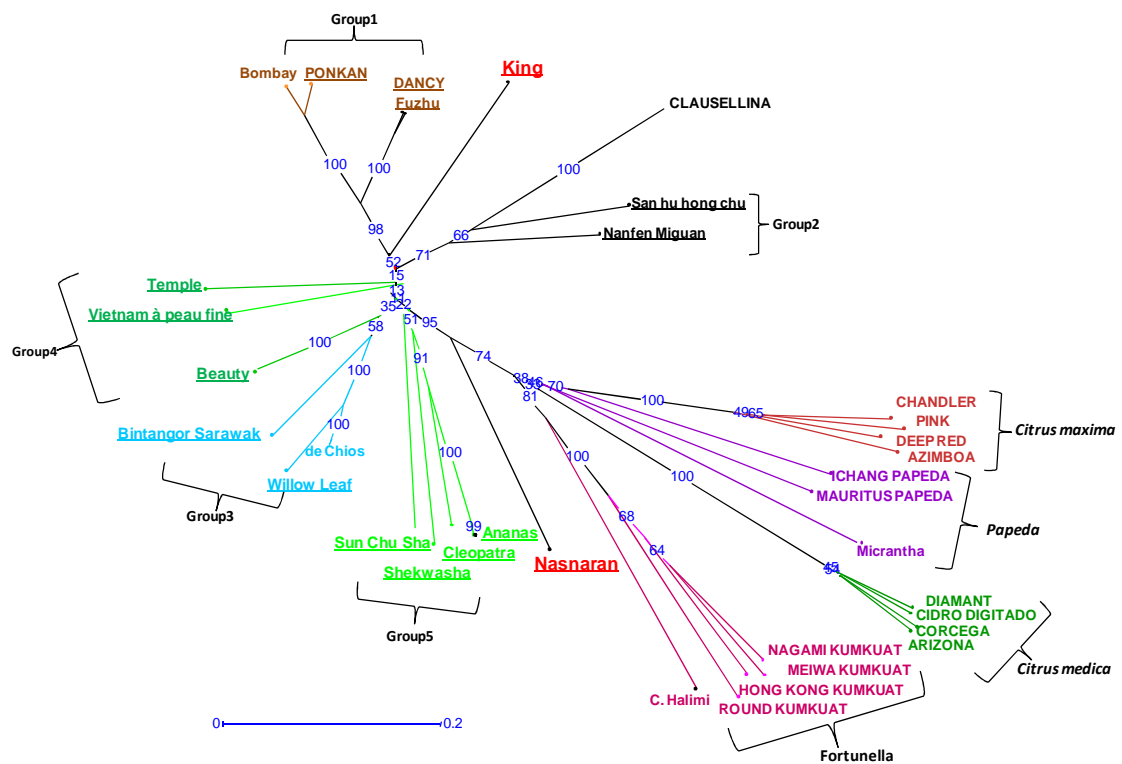 Group1
Bombay PONKAN
DANCY
Fuzhu
King
CLAUSELLINA
100
100
100
San hu hong chu
Nanfen Miguan
Group2
98
66
71
52
15
13
11
22
35
51
95
58
Temple
Vietnam à peau fine
Group4
Beauty
100
100
91
74
Bintangor Sarawak
100
de Chios
Willow Leaf
Group3
38
46
70
81
100
49
65
CHANDLER
PINK
DEEP RED
AZIMBOA
Citrus maxima
100
100
100
99
ICHANG PAPEDA
MAURITUS PAPEDA
Micrantha
Papeda
Sun Chu Sha
Ananas
Cleopatra
Shekwasha
Group5
Nasnaran
68
64
45
54
DIAMANT
CIDRO DIGITADO
CORCEGA
ARIZONA
Citrus medica
NAGAMI KUMKUAT
MEIWA KUMKUAT
HONG KONG KUMKUAT
ROUND KUMKUAT
C. Halimi
Fortunella
0 0.2